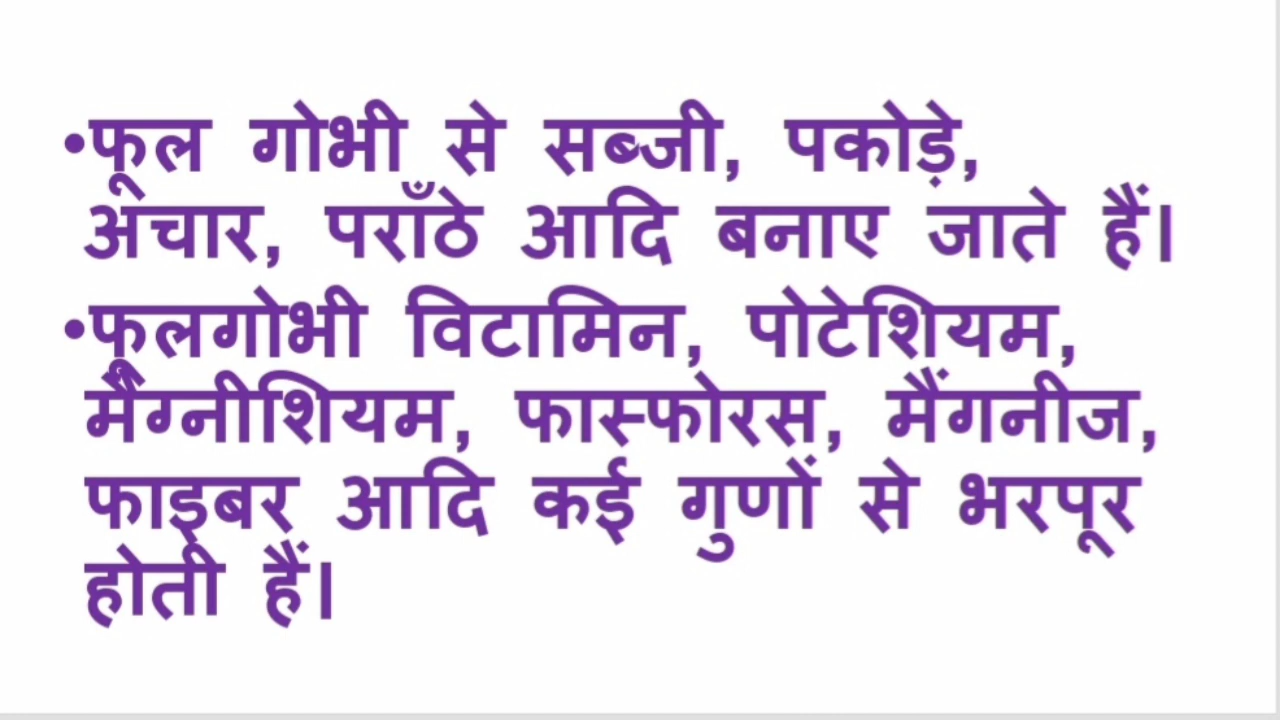 •फूल गोभी से सब्जी, पकोड़े,
अचार, पराँठे आदि बनाए जाते हैं।
•फूलगोभी विटामिन, पोटेशियम,
मैग्नीशियम, फास्फोरस, मैंगनीज,
फाइबर आदि कई गुणों से भरपूर
होती हैं।